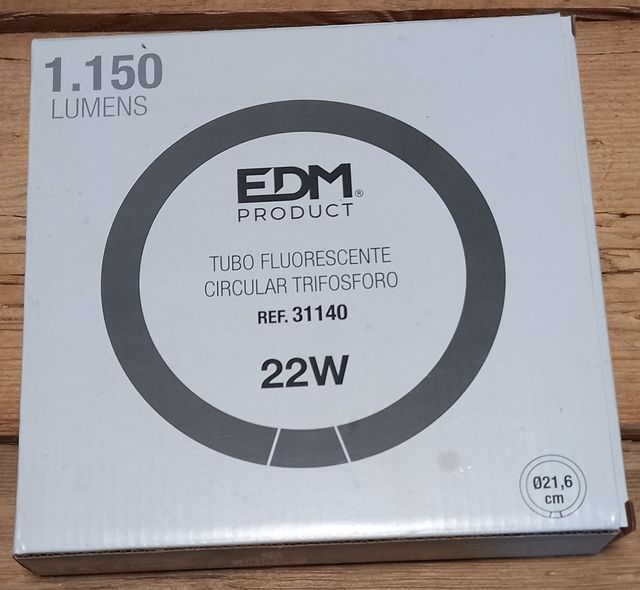 1.150
LUMENS
EDM®
PRODUCT
TUBO FLUORESCENTE
CIRCULAR TRIFOSFORO
REF. 31140
22W
Ø21,6
cm